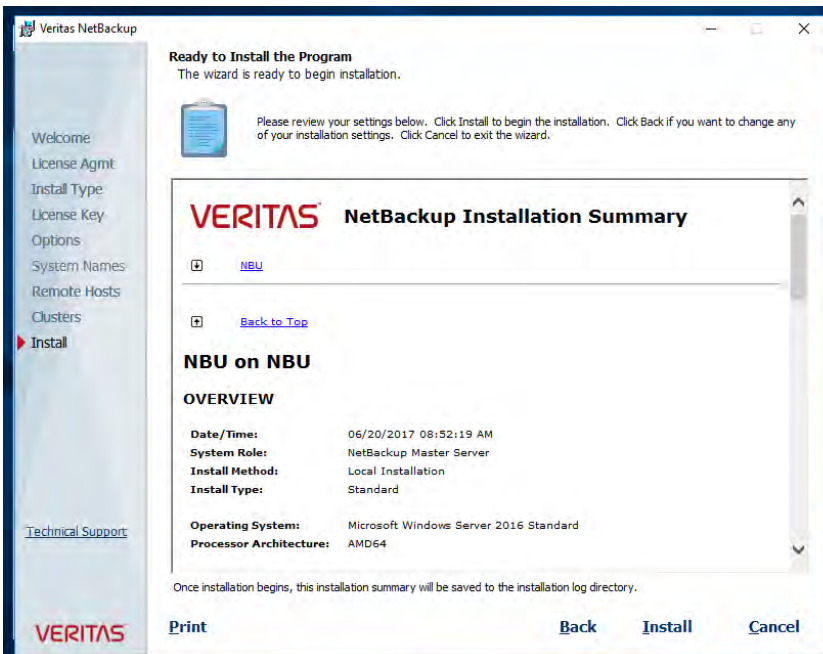 Veritas NetBackup
Ready to Install the Program
The wizard is ready to begin installation.
Please review your settings below. Click Install to begin the installation. Click Back if you want to change any
of your installation settings. Click Cancel to exit the wizard.
Welcome
License Agmt
Install Type
License Key
Options
System Names
Remote Hosts
Clusters
Install
Technical Support
VERITAS
VERITAS NetBackup Installation Summary
NBU
Back to Top
NBU on NBU
OVERVIEW
Date/Time: 06/20/2017 08:52:19 AM
System Role: NetBackup Master Server
Install Method: Local Installation
Install Type: Standard
Operating System: Microsoft Windows Server 2016 Standard
Processor Architecture: AMD64
Once installation begins, this installation summary will be saved to the installation log directory.
Print Back Install Cancel